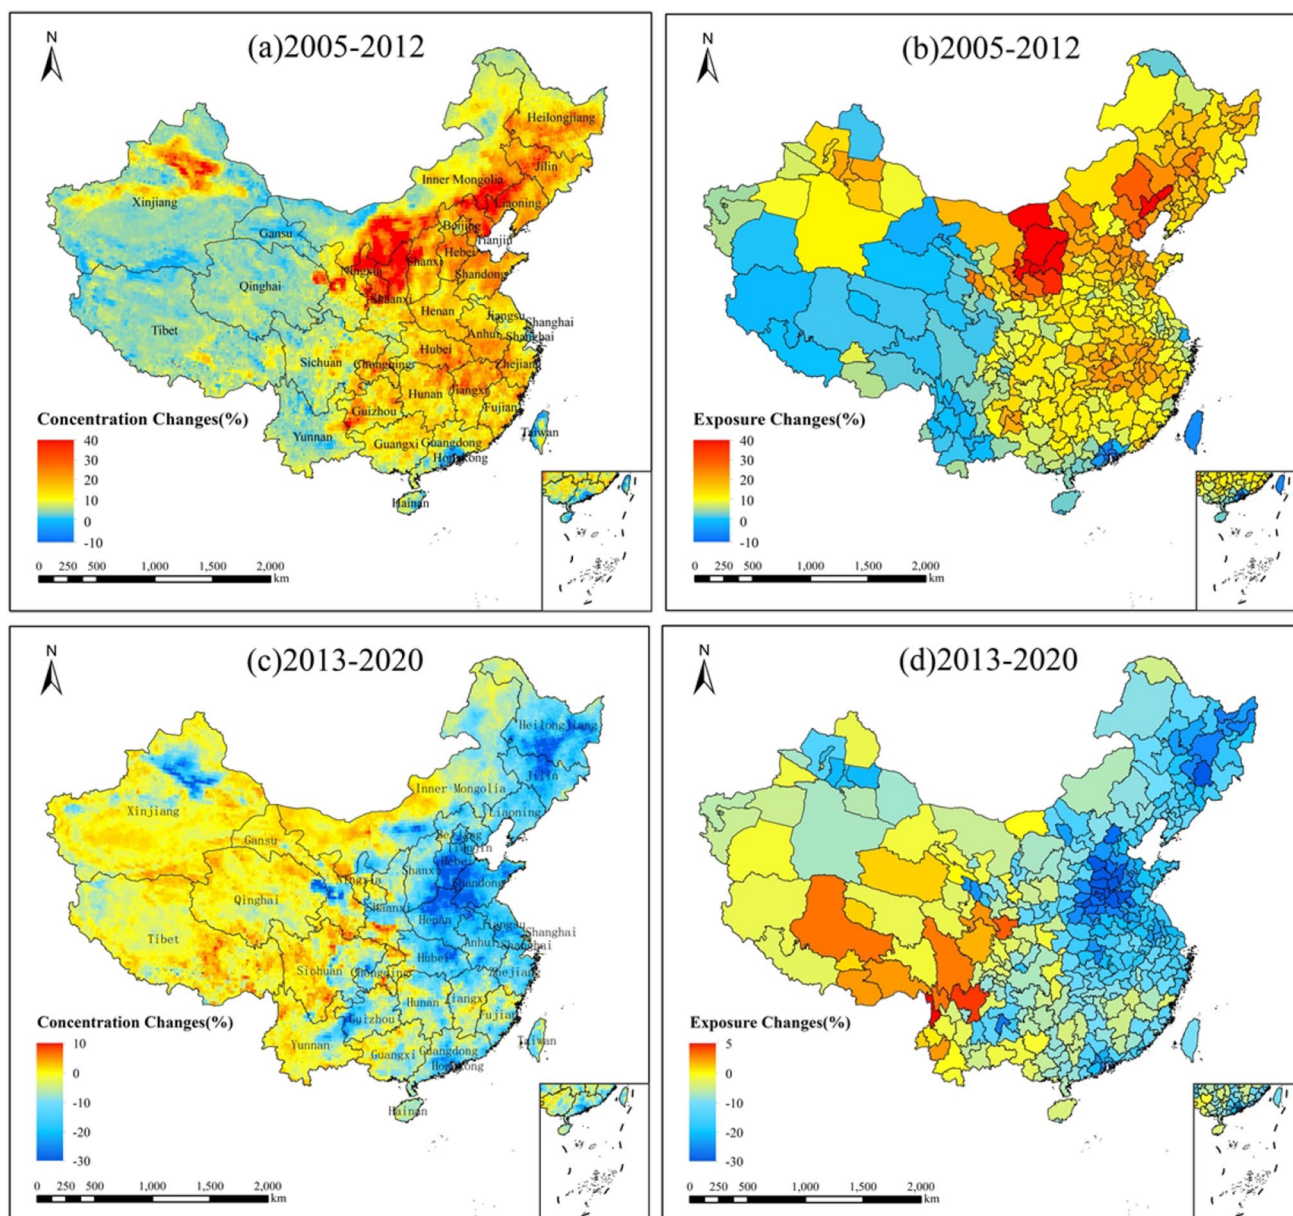 N
(a)2005-2012
Heilongjiang
Jilin
Inner Mongolia
Liaoning
Xinjiang
Beijing
Gansu
Tianjin
Hebei
Shanxi
Ningxia
Shandong
Qinghai
Shaanxi
Henan
Jiangsu
Shanghai
Tibet
Anhui
Shanghai
Hubei
Sichuan
Chongqing
Zhejiang
Jiangxi
Hunan
Guizhou
Fujian
Concentration Changes(%)
Taiwan
Yunnan
Guangxi
Guangdong
40
Hongkong
30
20
10
Hainan
0
-10
0 250 500 1,000 1,500 2,000
km
N
(b)2005-2012
Exposure Changes(%)
40
30
20
10
0
-10
0 250 500 1,000 1,500 2,000
km
N
(c)2013-2020
Heilongjiang
Jilin
Inner Mongolia
Xinjiang
Liaoning
Beijing
Gansu
Tianjin
Hebei
Shanxi
Ningxia
Shandong
Qinghai
Shaanxi
Henan
Jiangsu
Shanghai
Tibet
Anhui
Shanghai
Hubei
Sichuan
Chongqing
Zhejiang
Hunan
Jiangxi
Guizhou
Fujian
Concentration Changes(%)
Yunnan
Taiwan
Guangxi
Guangdong
10
Hongkong
0
-10
Hainan
-20
-30
0 250 500 1,000 1,500 2,000
km
N
(d)2013-2020
Exposure Changes(%)
5
0
-10
-20
-30
0 250 500 1,000 1,500 2,000
km